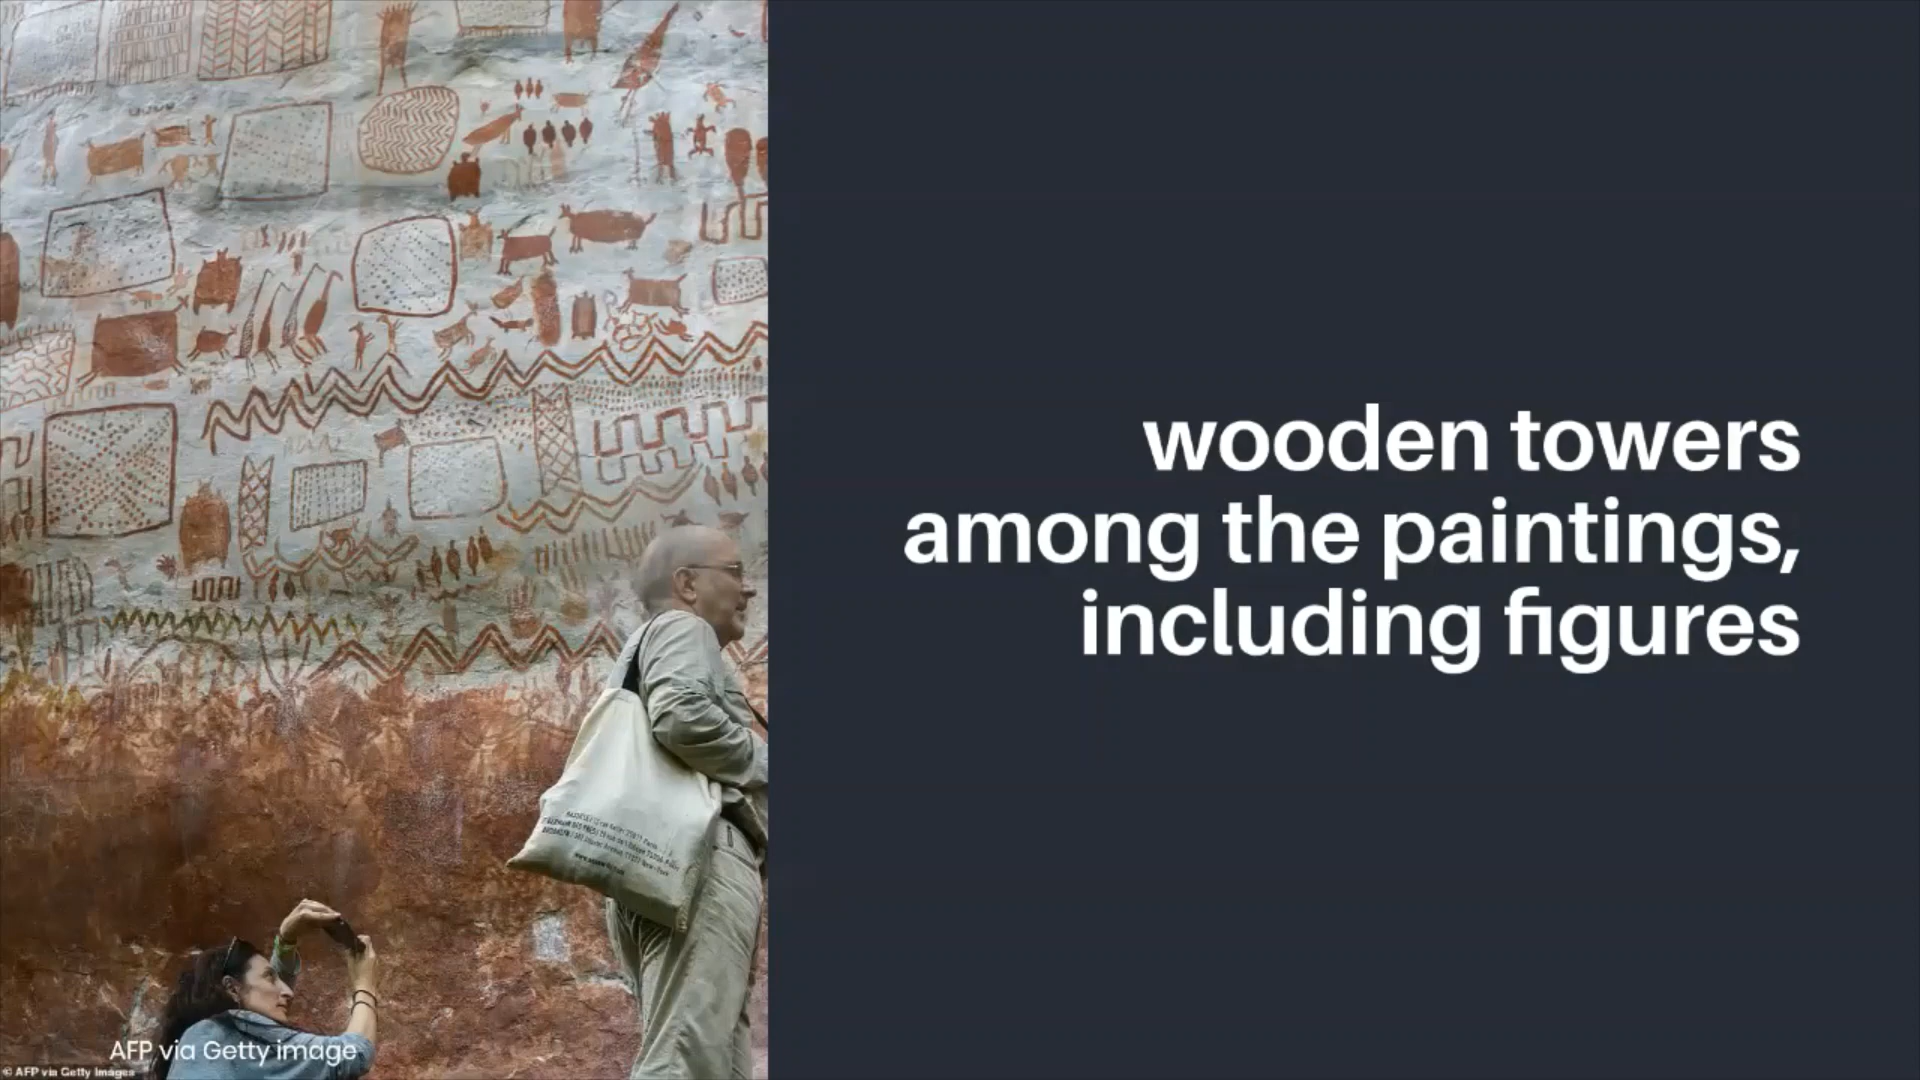 wooden towers
among the paintings,
including figures
AFP via Getty image
© AFP via Getty Images